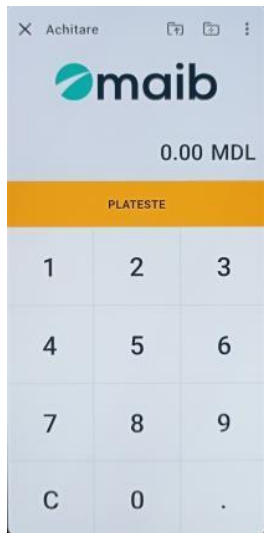 Achitare
maib
0.00 MDL
PLATESTE
1 2 3
4 5 6
7 8 9
C 0 .